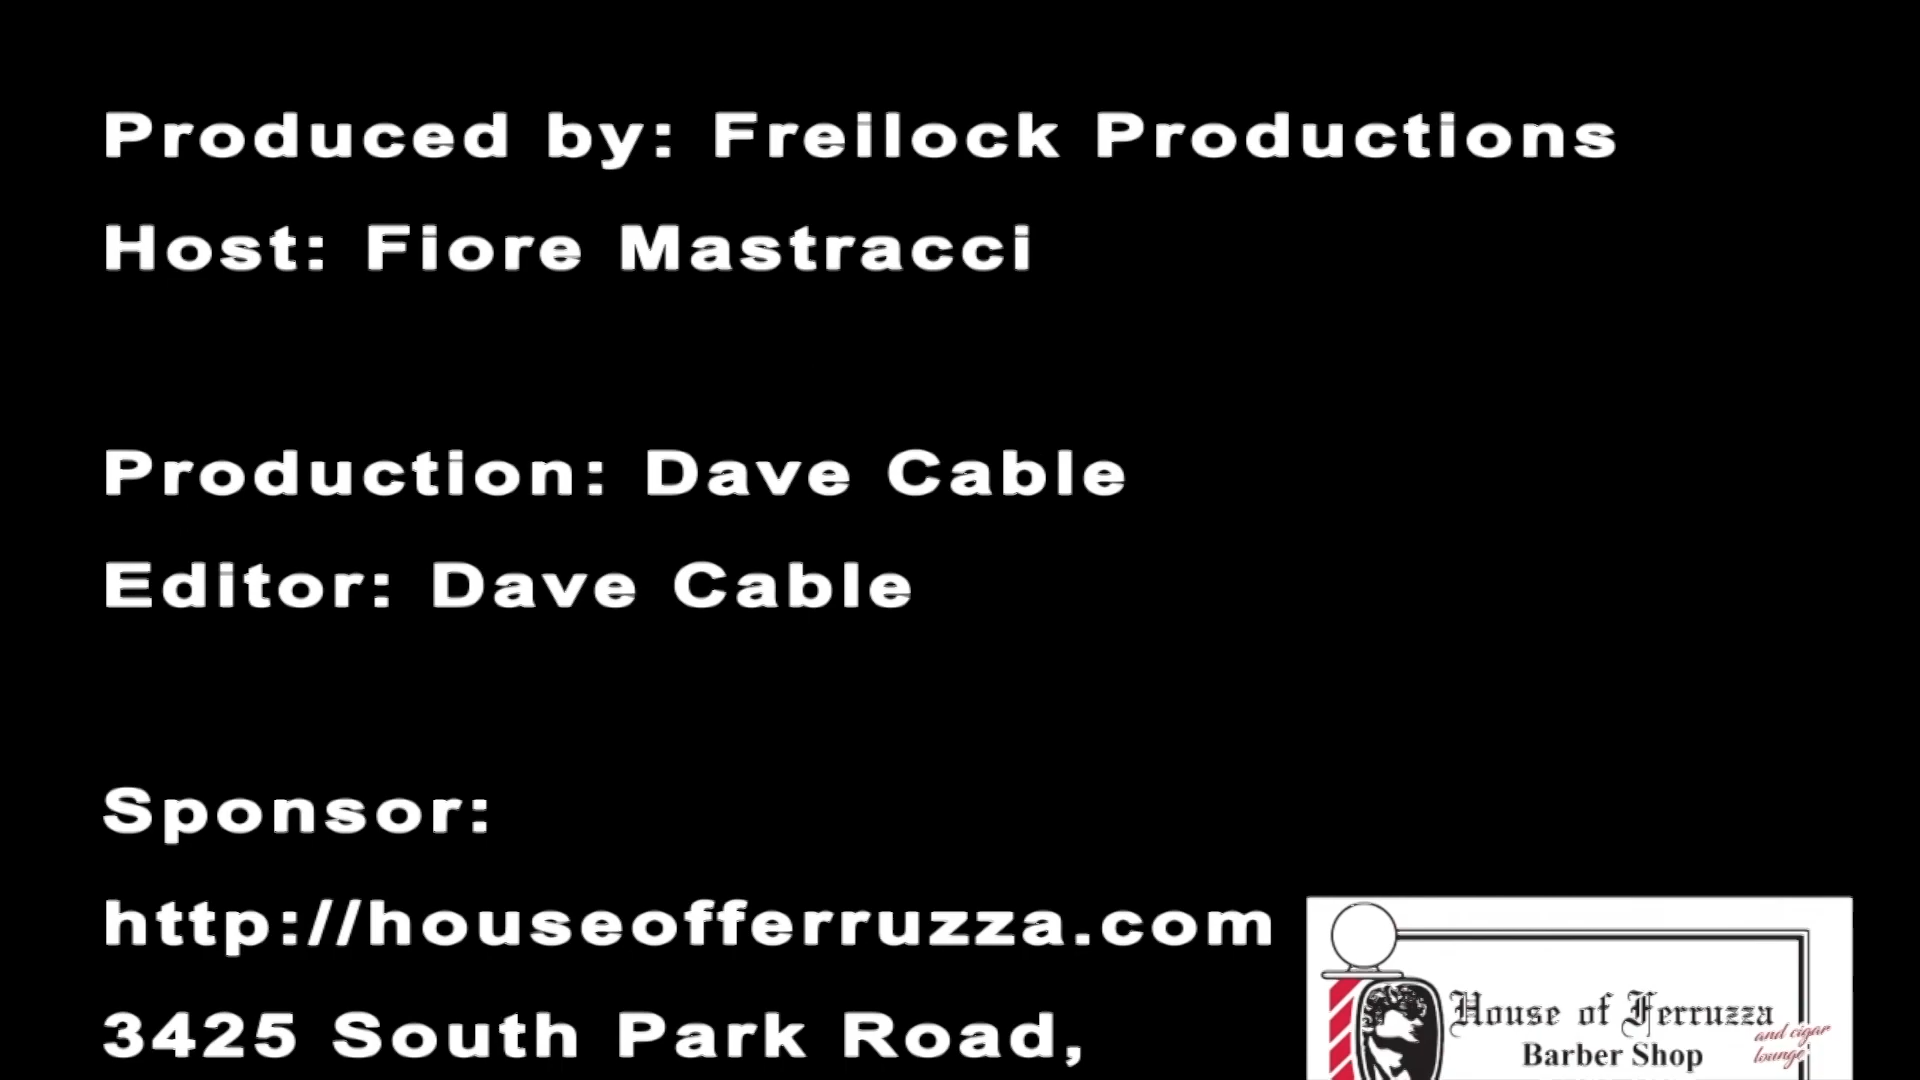 Produced by: Freilock Productions
Host: Fiore Mastracci
Production: Dave Cable
Editor: Dave Cable
Sponsor:
http://houseofferruzza.com
3425 South Park Road,
House of Ferruzza
and cigar
lounge
Barber Shop